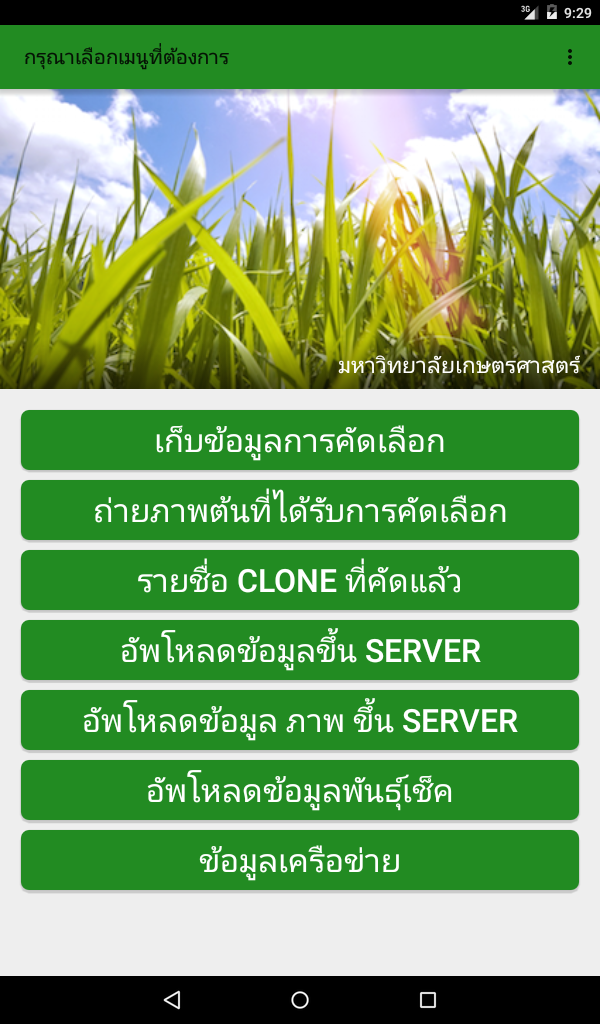 3G 9:29
กรุณาเลือกเมนูที่ต้องการ
มหาวิทยาลัยเกษตรศาสตร์
เก็บข้อมูลการคัดเลือก
ถ่ายภาพต้นที่ได้รับการคัดเลือก
รายชื่อ CLONE ที่คัดแล้ว
อัพโหลดข้อมูลขึ้น SERVER
อัพโหลดข้อมูล ภาพ ขึ้น SERVER
อัพโหลดข้อมูลพันธุ์เช็ค
ข้อมูลเครือข่าย